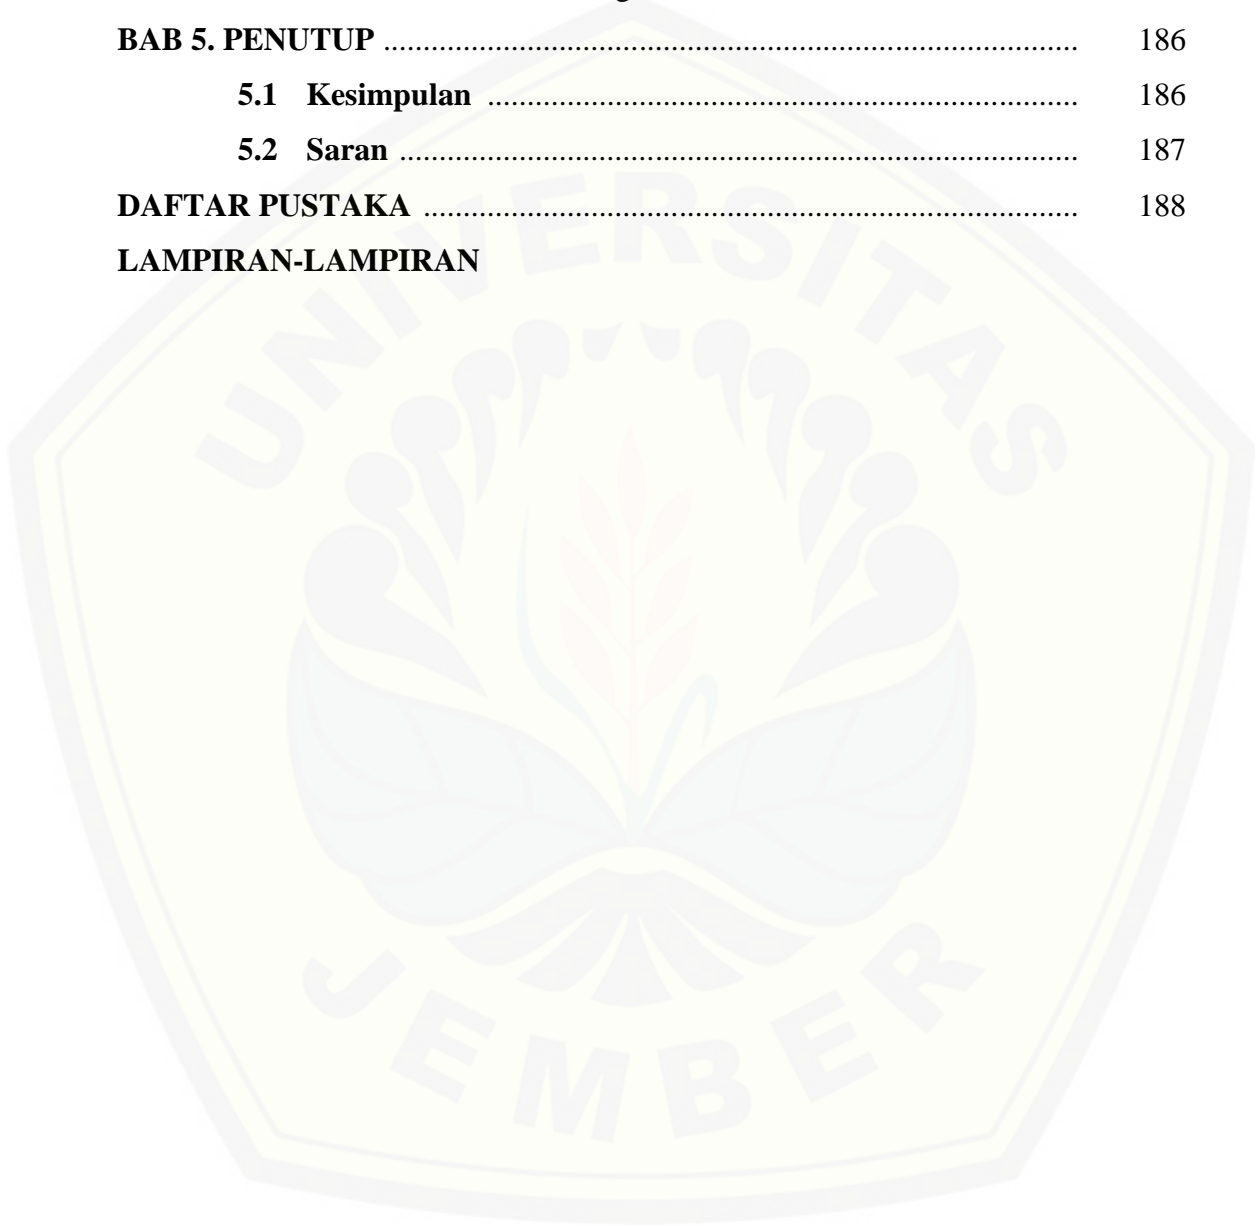 BAB 5. PENUTUP ........................................................................................ 186
5.1 Kesimpulan ........................................................................... 186
5.2 Saran ...................................................................................... 187
DAFTAR PUSTAKA ................................................................................... 188
LAMPIRAN-LAMPIRAN
UNIVERSITAS
JEMBER